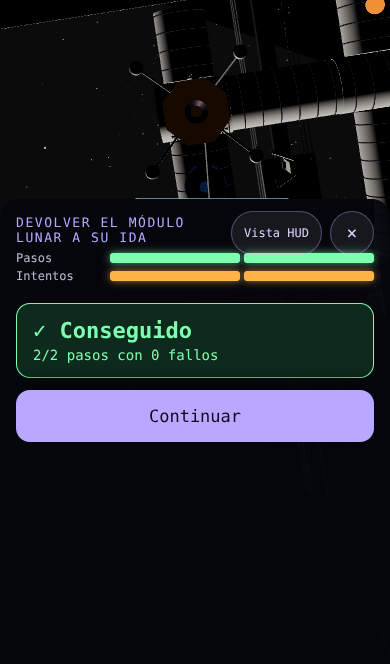 DEVOLVER EL MÓDULO
LUNAR A SU IDA
Vista HUD
×
Pasos
Intentos
✓ Conseguido
2/2 pasos con 0 fallos
Continuar